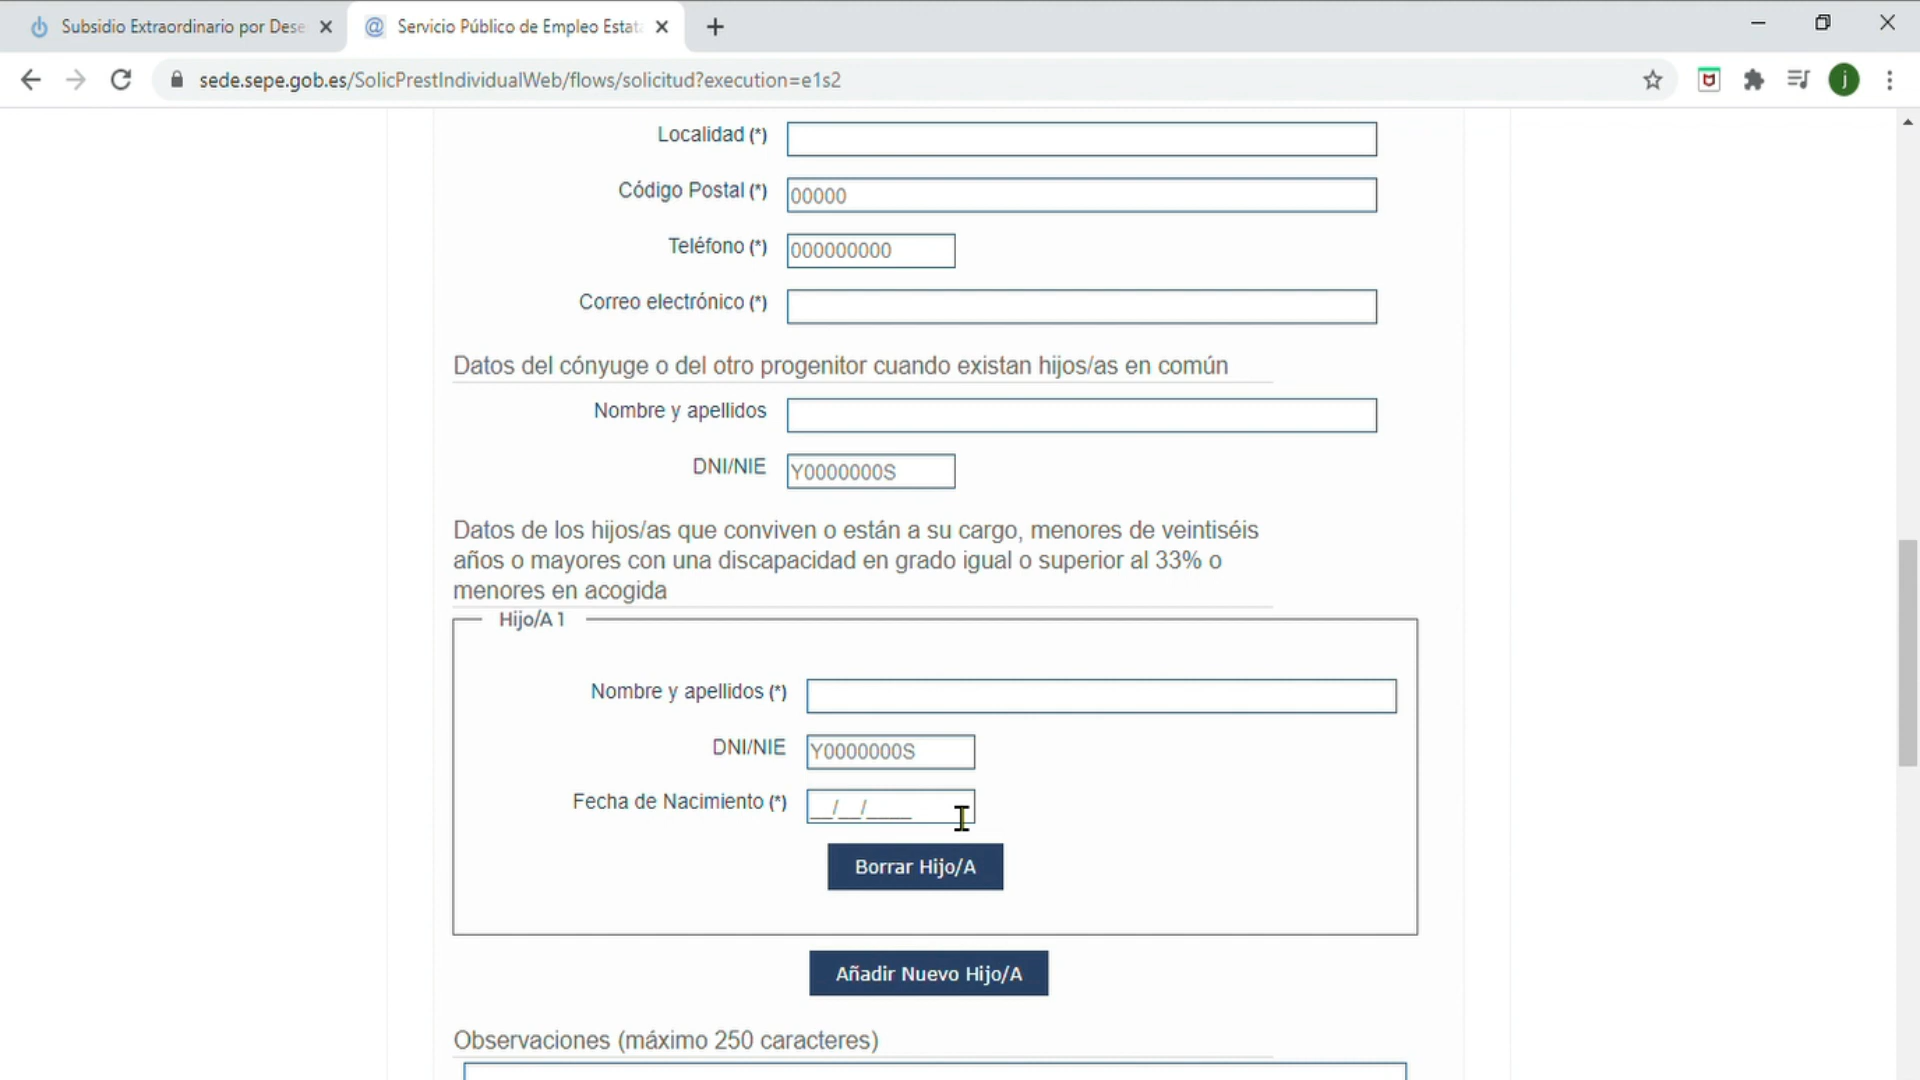 Subsidio Extraordinario por Dese
Servicio Público de Empleo Estat
sede.sepe.gob.es/SolicPrestIndividualWeb/flows/solicitud?execution=e1s2
j
Localidad (*)
Código Postal (*) 00000
Teléfono (*) 000000000
Correo electrónico (*)
Datos del cónyuge o del otro progenitor cuando existan hijos/as en común
Nombre y apellidos
DNI/NIE Y0000000S
Datos de los hijos/as que conviven o están a su cargo, menores de veintiséis
años o mayores con una discapacidad en grado igual o superior al 33% o
menores en acogida
Hijo/A 1
Nombre y apellidos (*)
DNI/NIE Y0000000S
Fecha de Nacimiento (*) __/__/____
Borrar Hijo/A
Añadir Nuevo Hijo/A
Observaciones (máximo 250 caracteres)